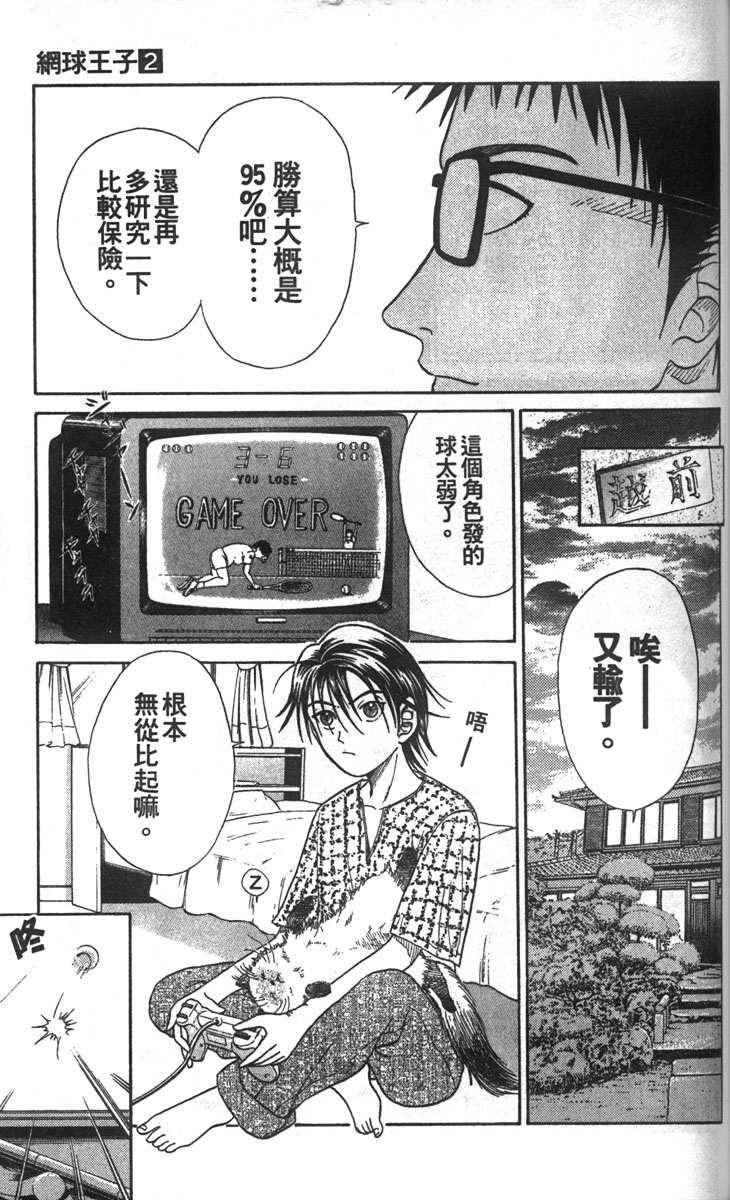 網球王子2
勝算大概是
95%吧……
還是再
多研究一下
比較保險。
越前
唉——
又輸了。
這個角色發的
球太弱了。
3-6
YOU LOSE
GAME OVER
唔—
根本
無從比起嘛。
Z
咚